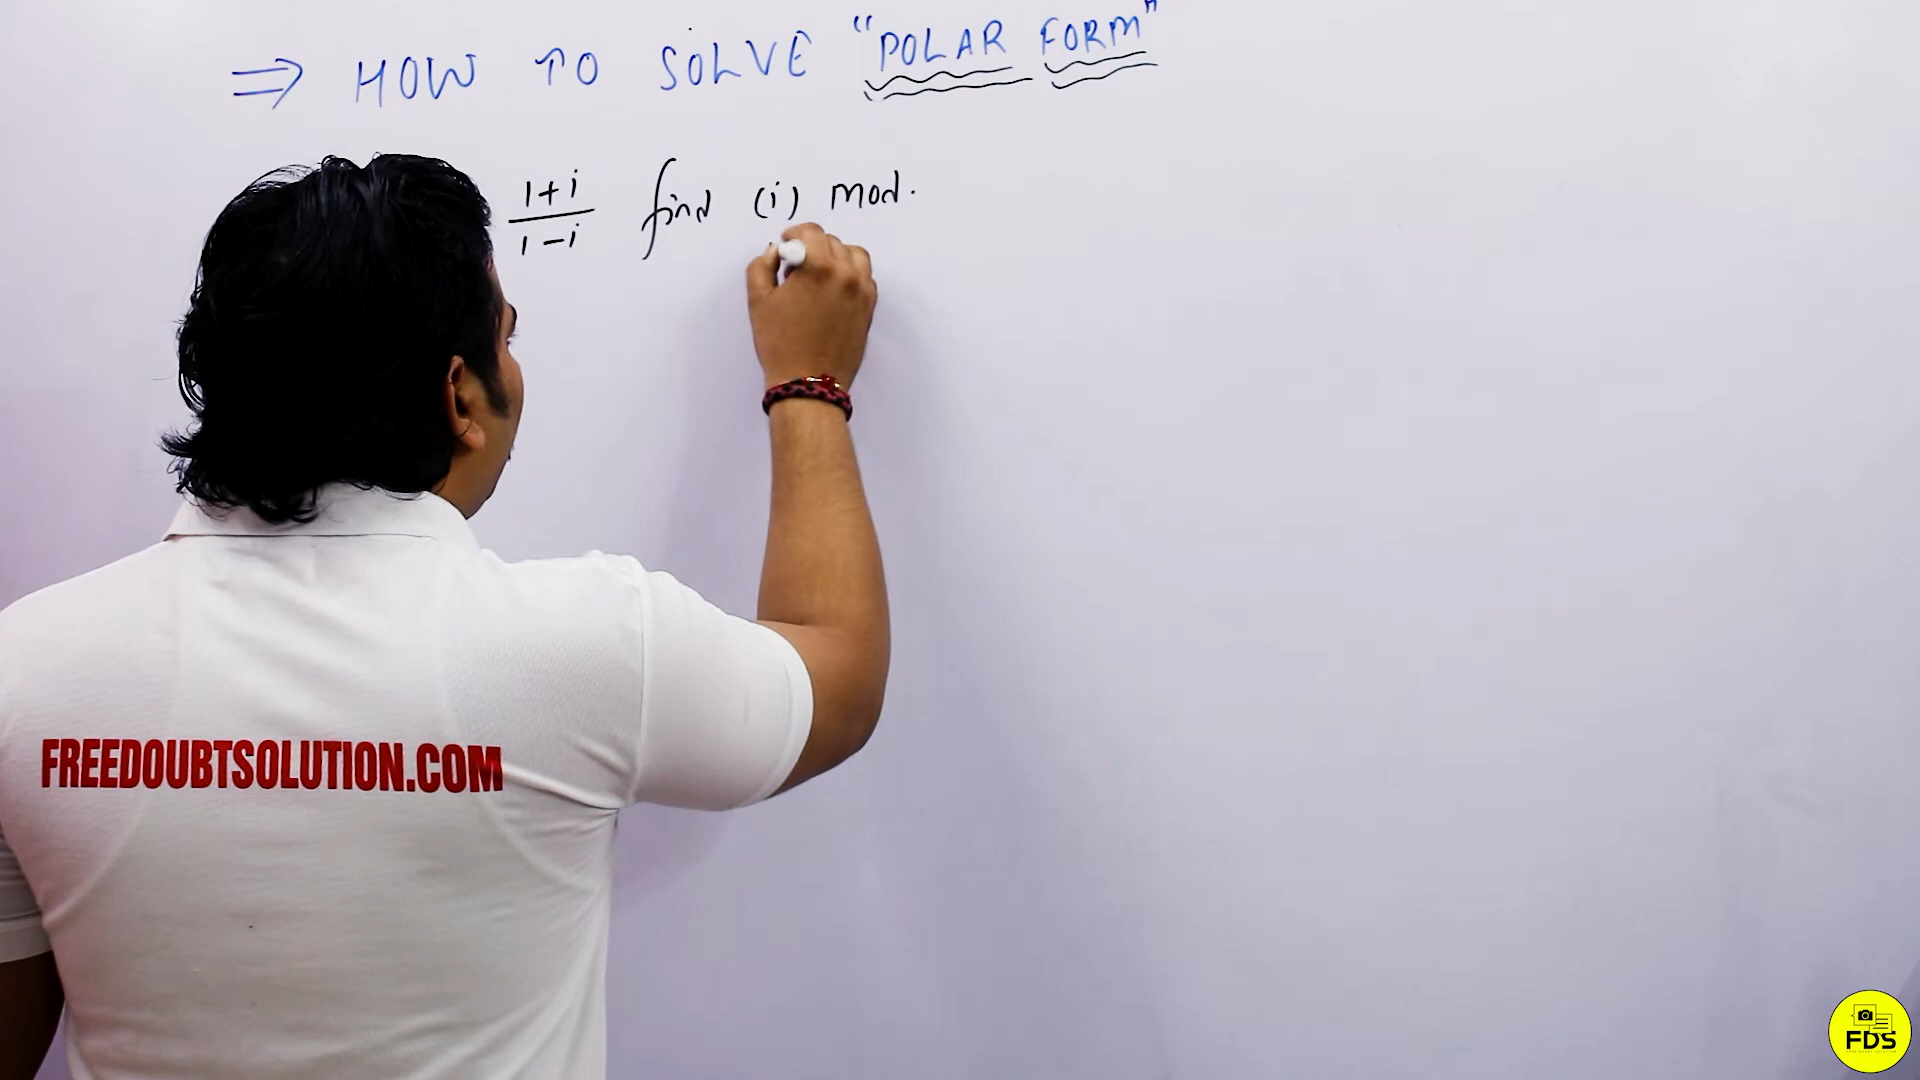 ⇒ HOW TO SOLVE "POLAR FORM"
1+i
1-i
find (i) mod.
FREEDOUBTSOLUTION.COM
FDS